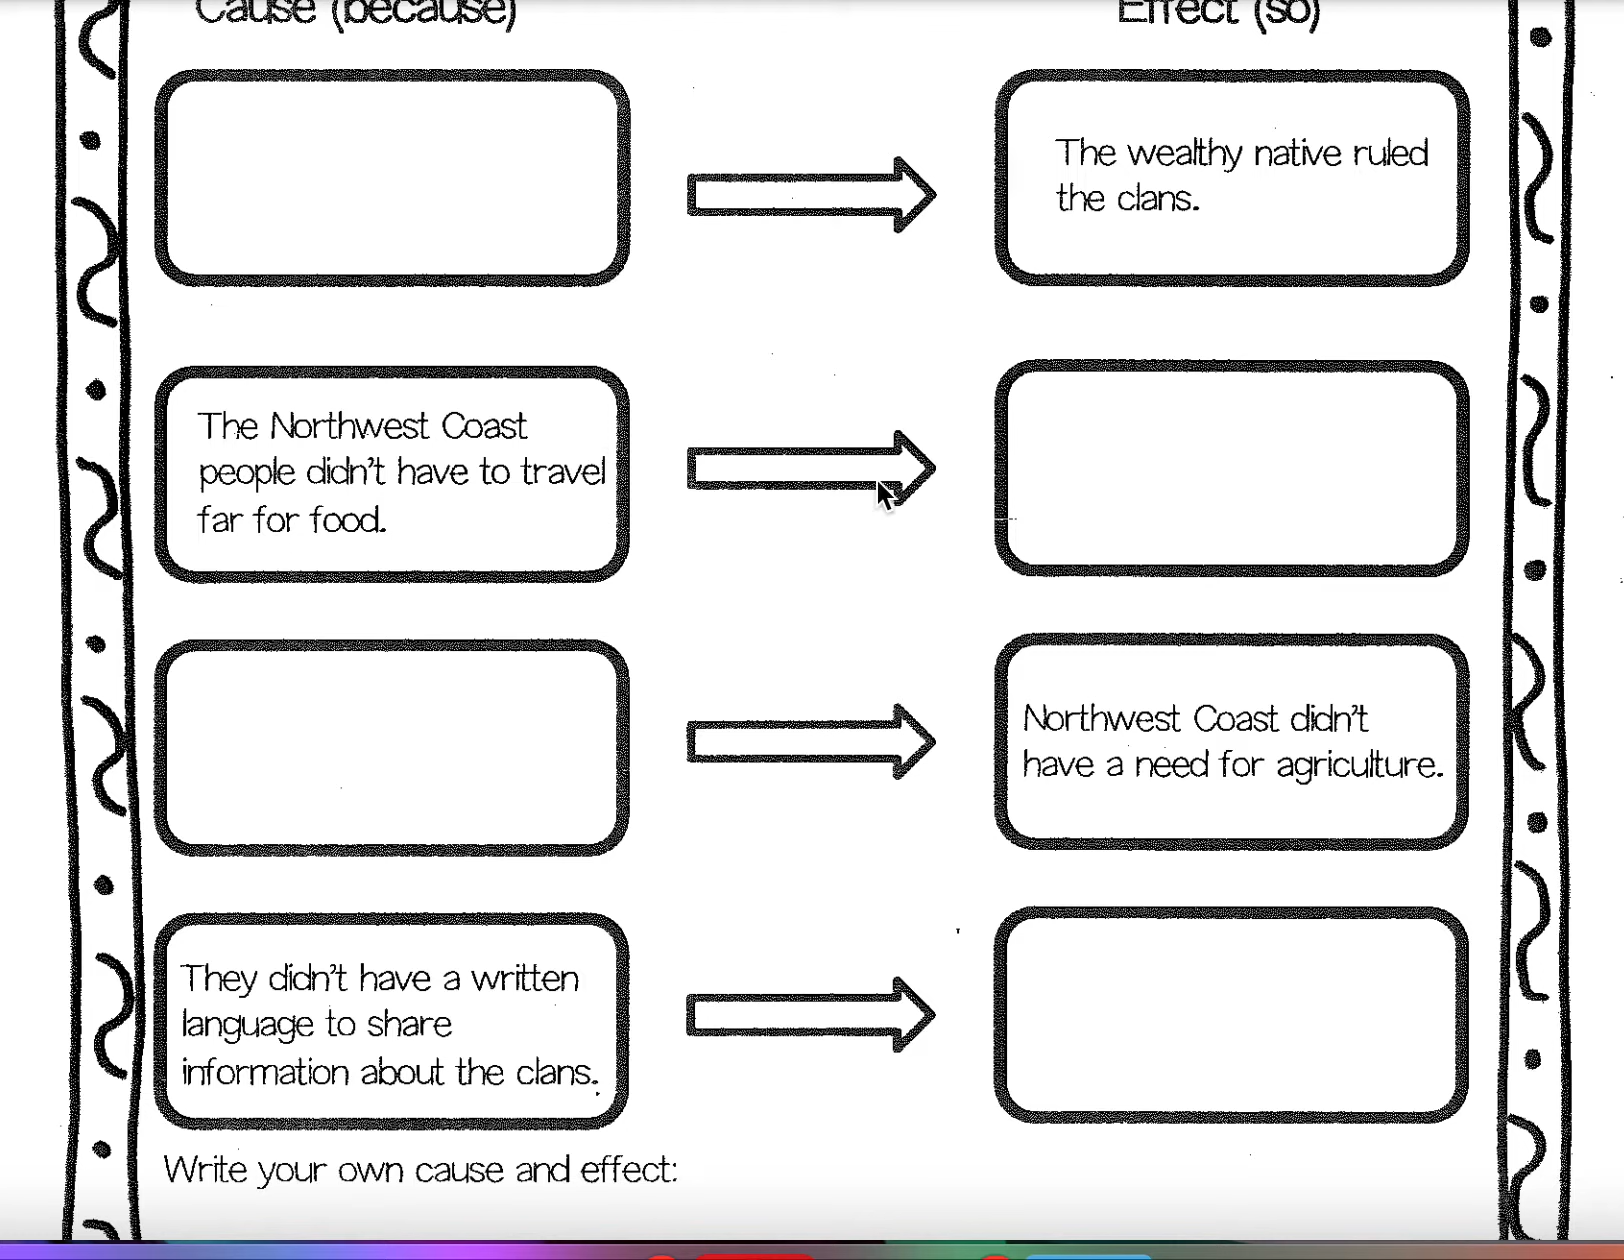 Cause (because)
Effect (so)
The wealthy native ruled
the clans.
The Northwest Coast
people didn't have to travel
far for food.
Northwest Coast didn't
have a need for agriculture.
They didn't have a written
language to share
information about the clans.
Write your own cause and effect: